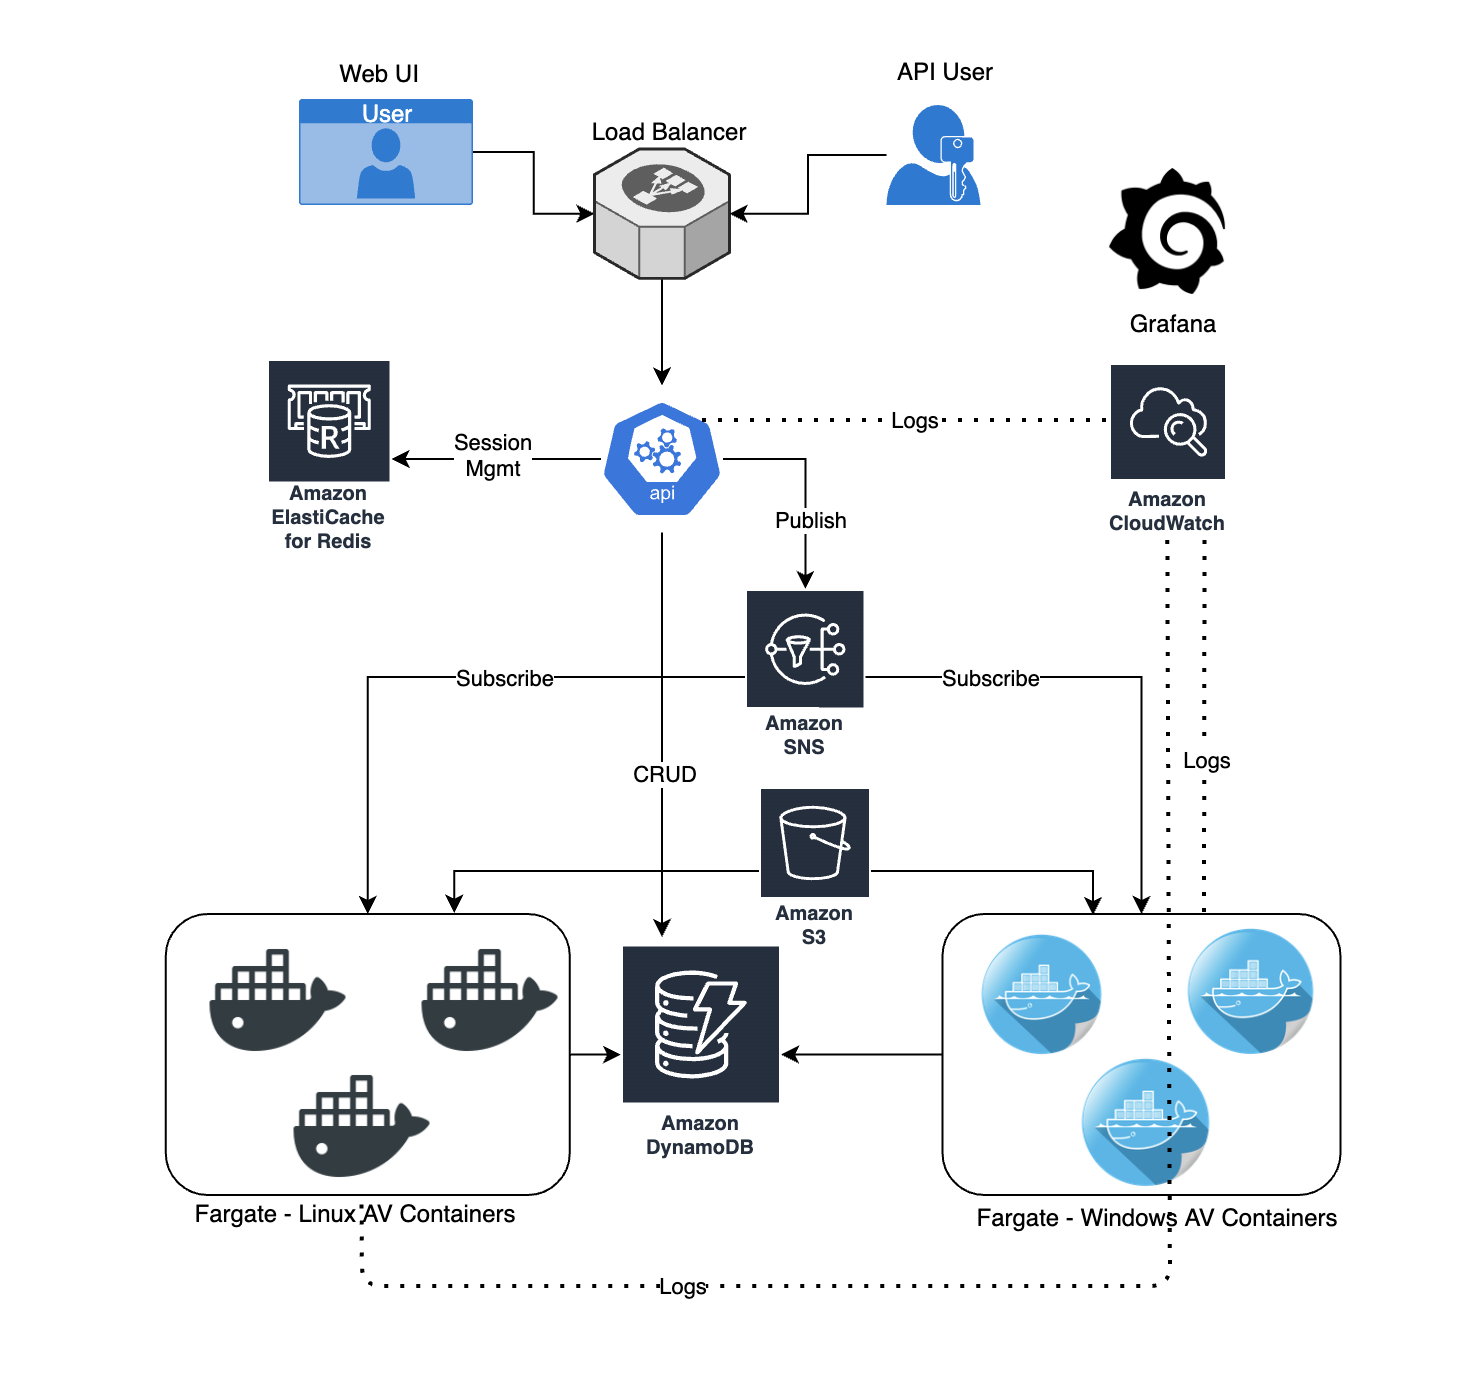 Web UI
API User
User
Load Balancer
Grafana
Logs
Session
Mgmt
R
api
Amazon
ElastiCache
for Redis
Amazon
CloudWatch
Publish
Subscribe
Subscribe
Amazon
SNS
Logs
CRUD
Amazon
S3
Amazon
DynamoDB
Fargate - Linux AV Containers
Fargate - Windows AV Containers
Logs